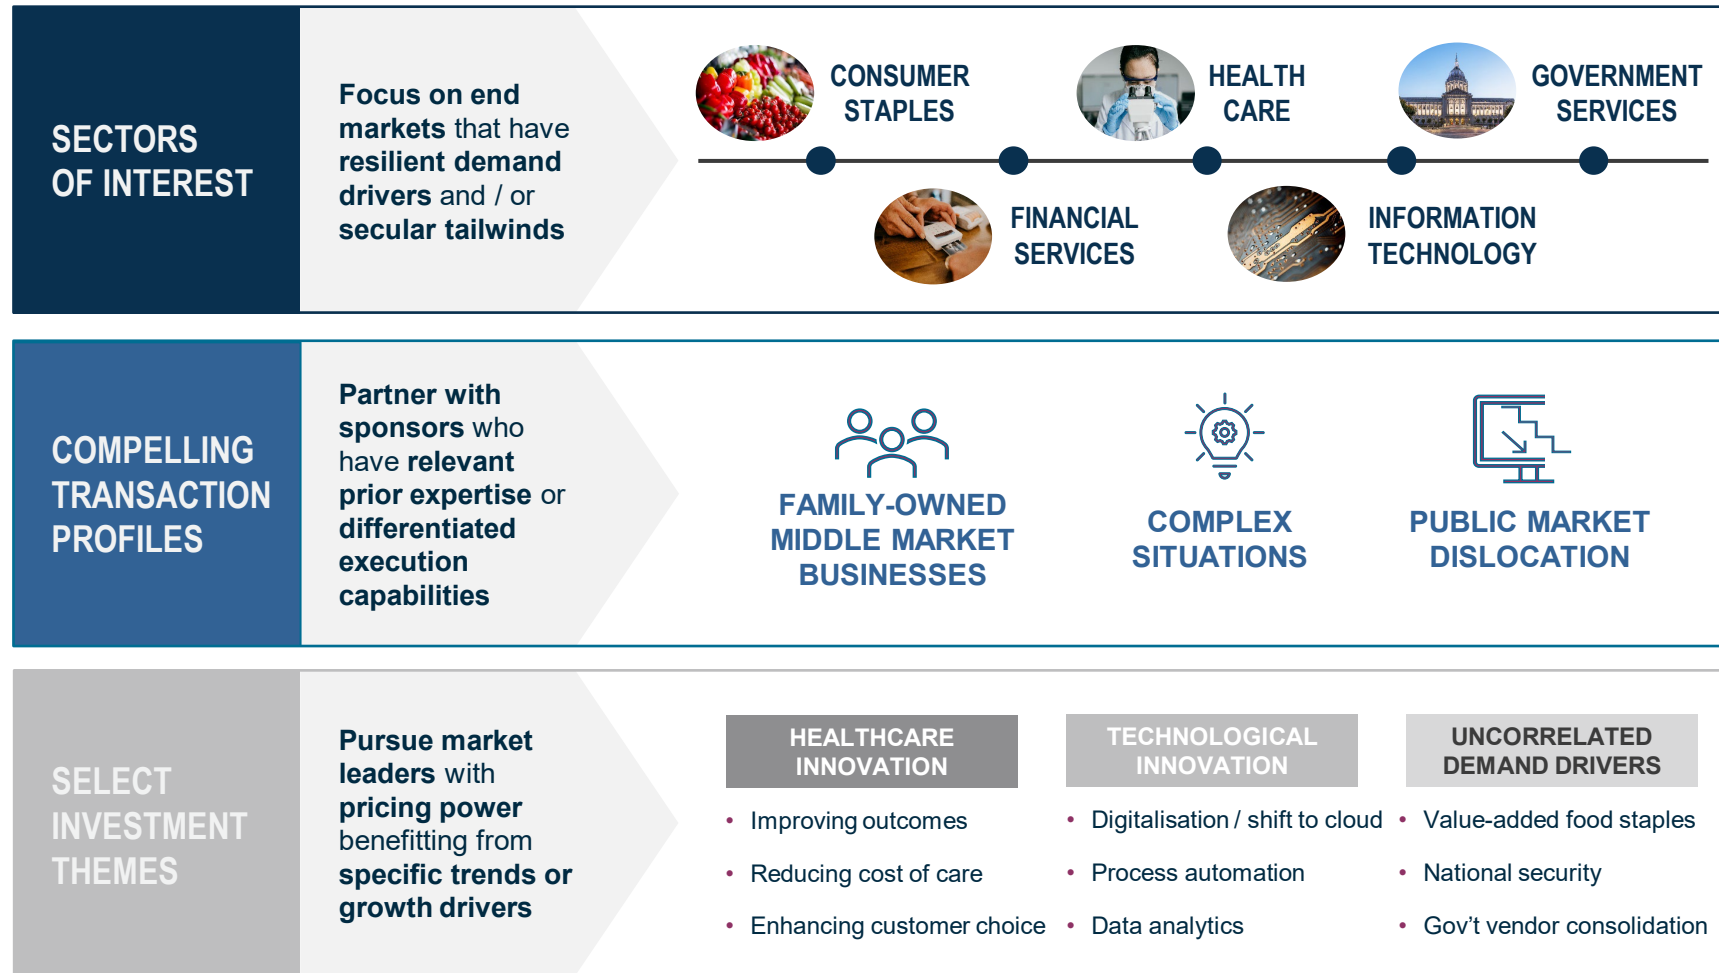 SECTORS
OF INTEREST
Focus on end
markets that have
resilient demand
drivers and / or
secular tailwinds
CONSUMER
STAPLES
HEALTH
CARE
GOVERNMENT
SERVICES
FINANCIAL
SERVICES
INFORMATION
TECHNOLOGY
COMPELLING
TRANSACTION
PROFILES
Partner with
sponsors who
have relevant
prior expertise or
differentiated
execution
capabilities
FAMILY-OWNED
MIDDLE MARKET
BUSINESSES
COMPLEX
SITUATIONS
PUBLIC MARKET
DISLOCATION
SELECT
INVESTMENT
THEMES
Pursue market
leaders with
pricing power
benefitting from
specific trends or
growth drivers
HEALTHCARE
INNOVATION
• Improving outcomes
• Reducing cost of care
• Enhancing customer choice
TECHNOLOGICAL
INNOVATION
• Digitalisation / shift to cloud
• Process automation
• Data analytics
UNCORRELATED
DEMAND DRIVERS
• Value-added food staples
• National security
• Gov’t vendor consolidation